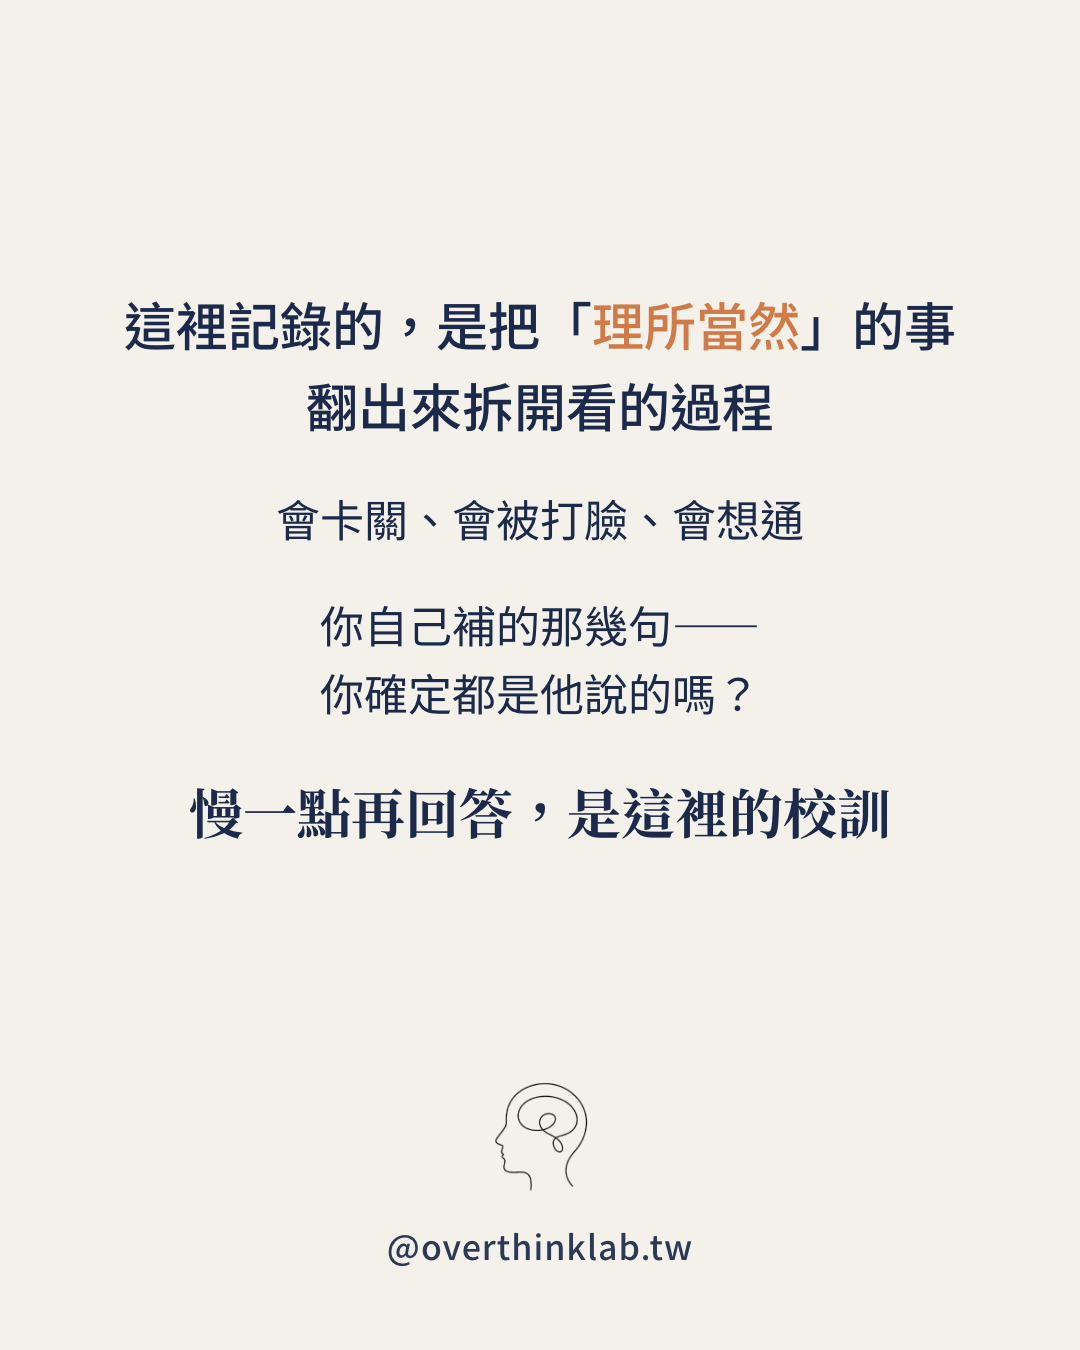 這裡記錄的，是把「理所當然」的事
翻出來拆開看的過程
會卡關、會被打臉、會想通
你自己補的那幾句——
你確定都是他說的嗎？
慢一點再回答，是這裡的校訓
@overthinklab.tw